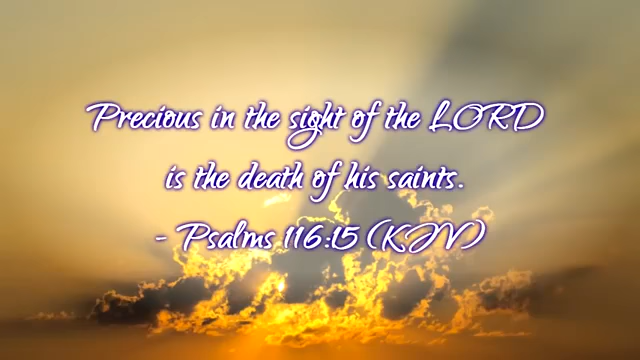 Precious in the sight of the LORD
is the death of his saints.
- Psalms 116:15 (KJV)